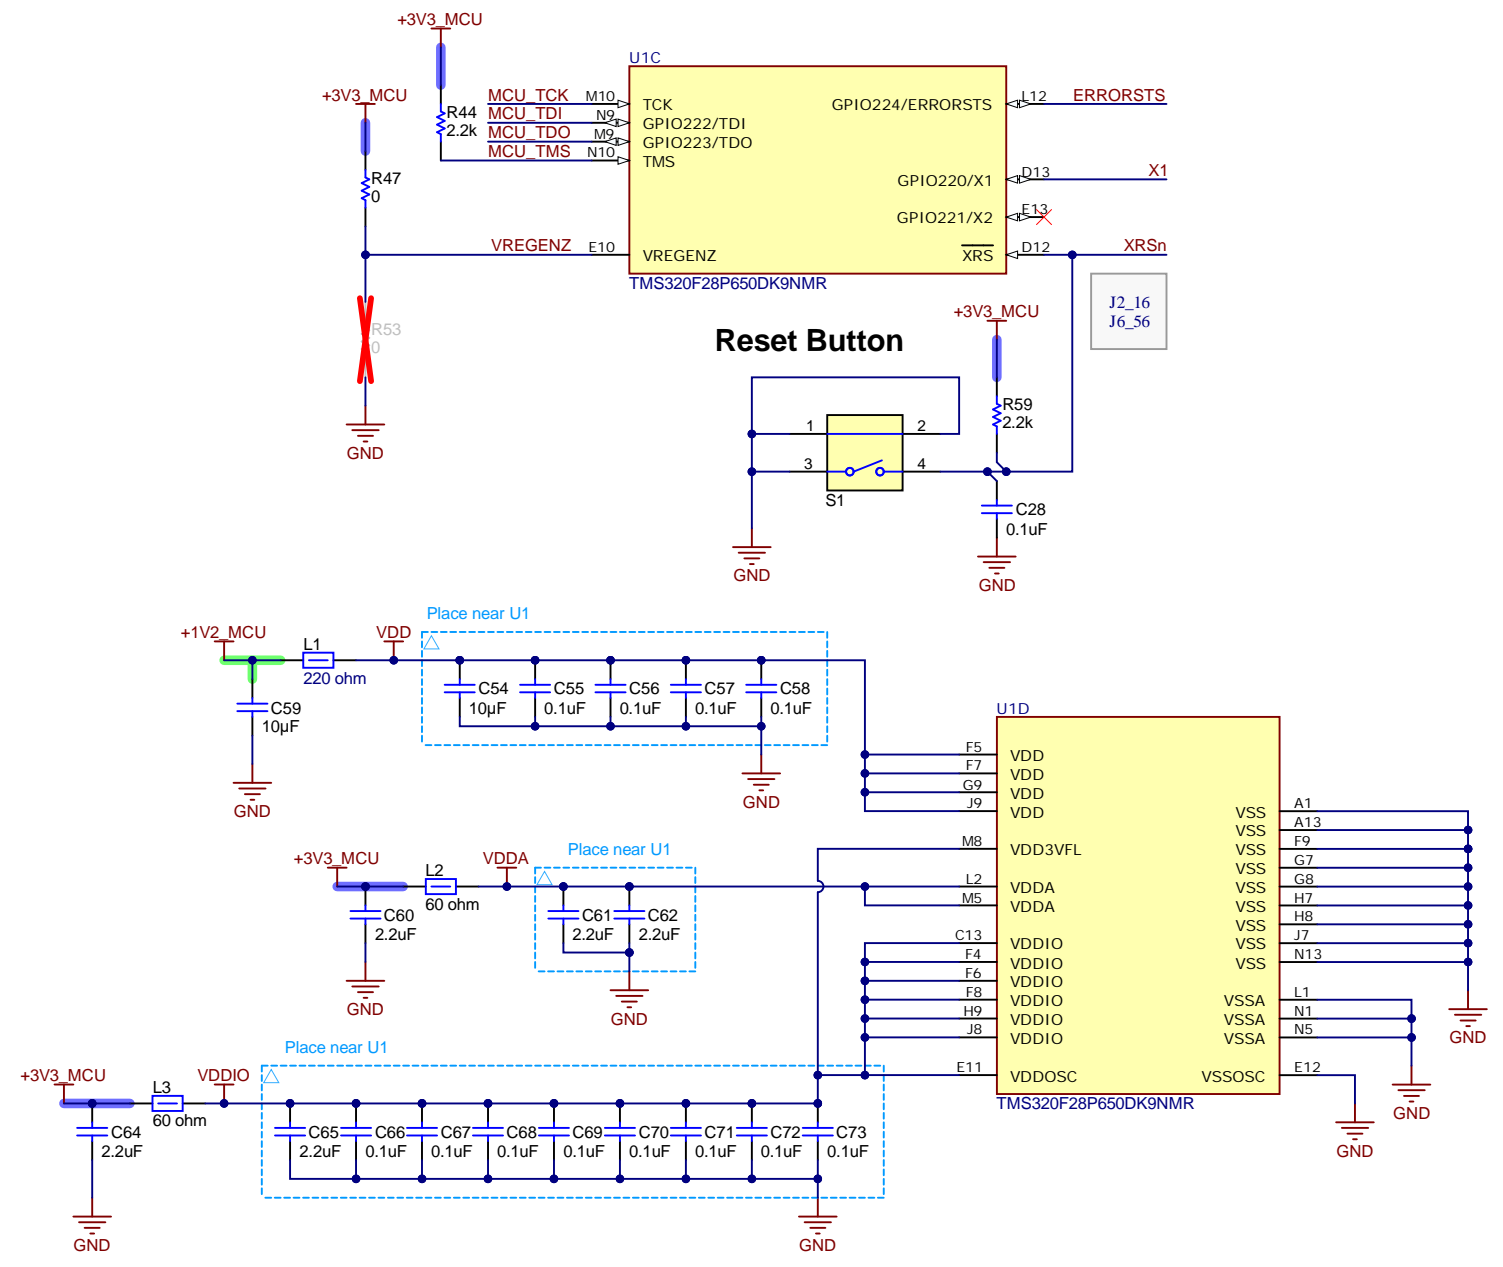 +3V3_MCU
U1C
+3V3_MCU
R44
2.2k
MCU_TCK
M10
TCK
MCU_TDI
N9
GPIO222/TDI
MCU_TDO
M9
GPIO223/TDO
MCU_TMS
N10
TMS
GPIO224/ERRORSTS
L12
ERRORSTS
R47
0
GPIO220/X1
D13
X1
GPIO221/X2
E13
VREGENZ
E10
VREGENZ
XRS
D12
XRSn
TMS320F28P650DK9NMR
J2_16
J6_56
R53
0
GND
Reset Button
+3V3_MCU
R59
2.2k
1
2
3
4
S1
C28
0.1uF
GND
GND
Place near U1
+1V2_MCU
L1
220 ohm
VDD
C54
10µF
C55
0.1uF
C56
0.1uF
C57
0.1uF
C58
0.1uF
C59
10µF
GND
GND
U1D
F5
VDD
F7
VDD
G9
VDD
J9
VDD
M8
VDD3VFL
L2
VDDA
M5
VDDA
C13
VDDIO
F4
VDDIO
F6
VDDIO
F8
VDDIO
H9
VDDIO
J8
VDDIO
E11
VDDOSC
VSS
A1
VSS
A13
VSS
F9
VSS
G7
VSS
G8
VSS
H7
VSS
H8
VSS
J7
VSS
N13
VSSA
L1
VSSA
N1
VSSA
N5
VSSOSC
E12
TMS320F28P650DK9NMR
GND
GND
GND
Place near U1
+3V3_MCU
L2
60 ohm
VDDA
C60
2.2uF
C61
2.2uF
C62
2.2uF
GND
GND
Place near U1
+3V3_MCU
L3
60 ohm
VDDIO
C64
2.2uF
C65
2.2uF
C66
0.1uF
C67
0.1uF
C68
0.1uF
C69
0.1uF
C70
0.1uF
C71
0.1uF
C72
0.1uF
C73
0.1uF
GND
GND